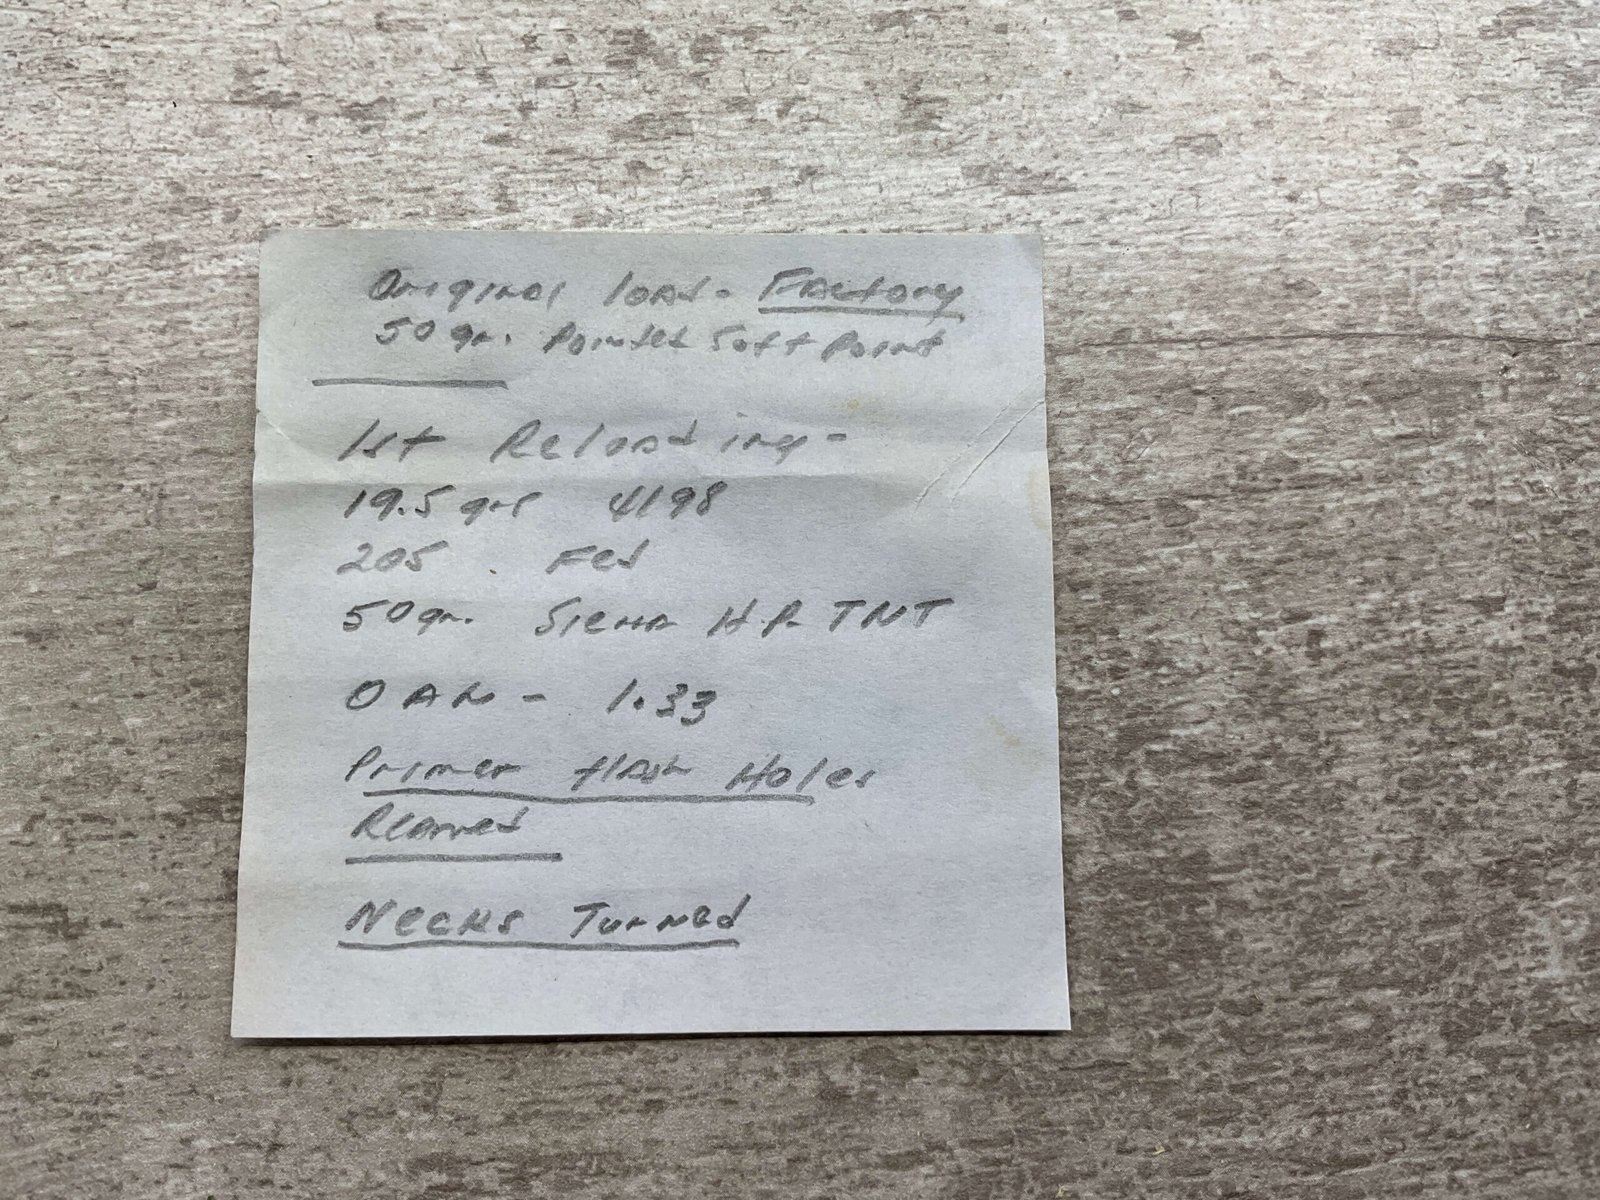 Original load - Factory
50 gr. Pointed Soft Point
1st Reloading -
19.5 grs 4198
205 Fed
50 gr. Sierra H.P. TNT
OAL - 1.33
Primer flash Holes
Reamed
Necks Turned